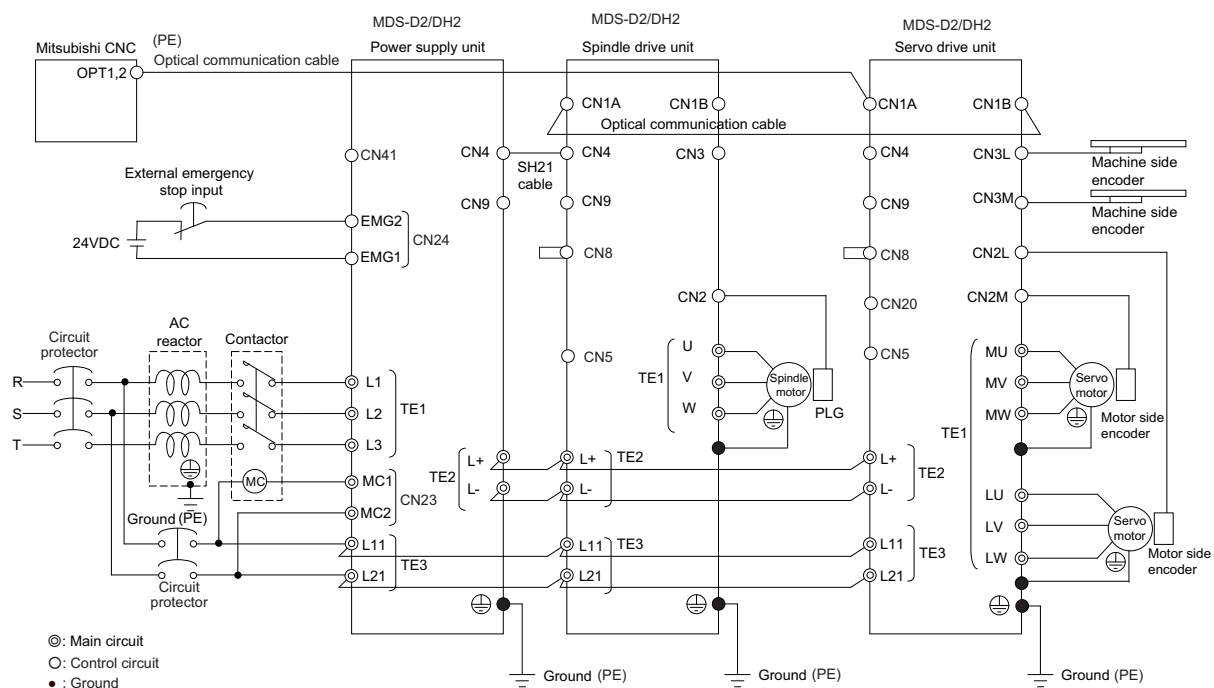 MDS-D2/DH2
Power supply unit
MDS-D2/DH2
Spindle drive unit
MDS-D2/DH2
Servo drive unit
Mitsubishi CNC
(PE)
Optical communication cable
OPT1,2
CN1A
CN1B
CN1A
CN1B
Optical communication cable
CN41
CN4
SH21
cable
CN4
CN3
CN4
CN3L
Machine side
encoder
External emergency
stop input
CN9
CN9
CN9
CN3M
Machine side
encoder
24VDC
EMG2
EMG1
CN24
CN8
CN8
CN2L
CN2
CN20
CN2M
Circuit
protector
AC
reactor
Contactor
CN5
CN5
R
S
T
L1
L2
L3
TE1
TE1
U
V
W
Spindle
motor
PLG
TE1
MU
MV
MW
Servo
motor
Motor side
encoder
MC
MC1
MC2
CN23
TE2
L+
L-
L+
L-
TE2
L+
L-
TE2
Ground (PE)
Circuit
protector
L11
L21
TE3
L11
L21
TE3
L11
L21
TE3
LU
LV
LW
Servo
motor
Motor side
encoder
Ground (PE)
Ground (PE)
Ground (PE)
◎: Main circuit
○: Control circuit
● : Ground